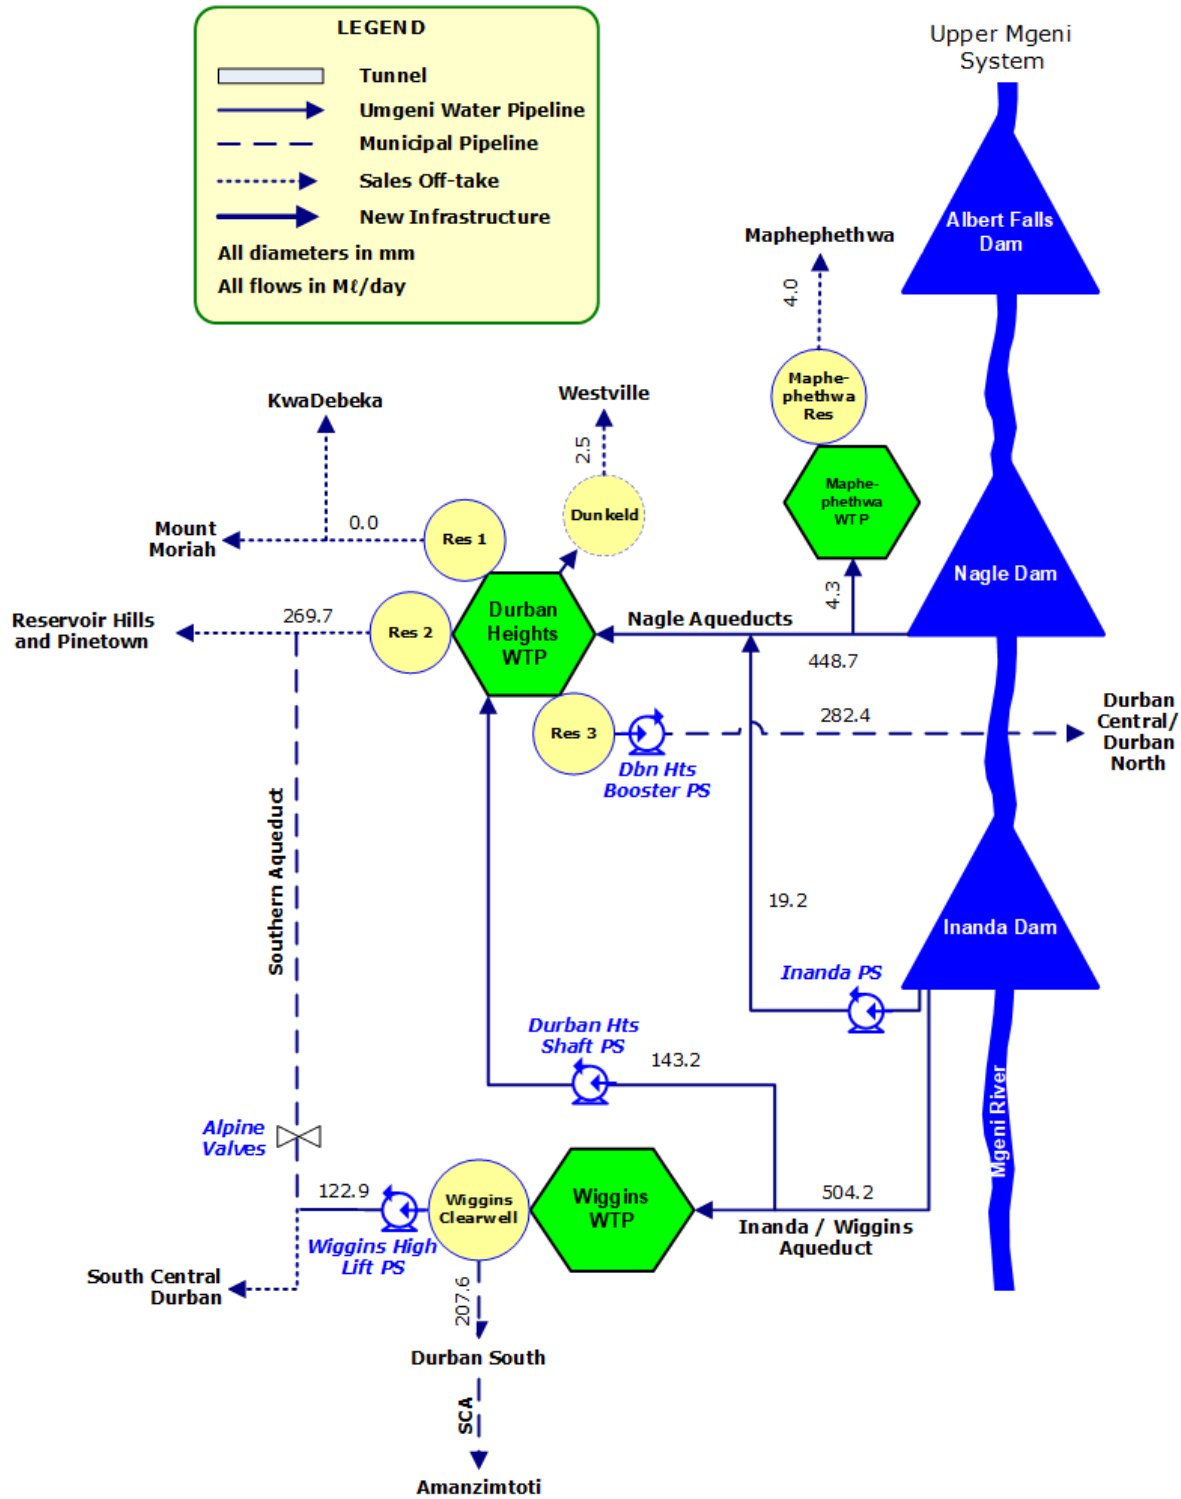 LEGEND
Tunnel
Umgeni Water Pipeline
Municipal Pipeline
Sales Off-take
New Infrastructure
All diameters in mm
All flows in Mℓ/day
Upper Mgeni
System
Albert Falls
Dam
Maphephethwa
4.0
Maphe-
phethwa
Res
Maphe-
phethwa
WTP
4.3
Nagle Dam
KwaDebeka
Westville
2.5
Dunkeld
Mount
Moriah
0.0
Res 1
Reservoir Hills
and Pinetown
269.7
Res 2
Durban
Heights
WTP
Nagle Aqueducts
448.7
Res 3
282.4
Dbn Hts
Booster PS
Durban
Central/
Durban
North
Southern Aqueduct
19.2
Inanda Dam
Inanda PS
Durban Hts
Shaft PS
143.2
Mgeni River
Alpine
Valves
122.9
Wiggins
Clearwell
Wiggins
WTP
504.2
Inanda / Wiggins
Aqueduct
Wiggins High
Lift PS
South Central
Durban
207.6
Durban South
SCA
Amanzimtoti